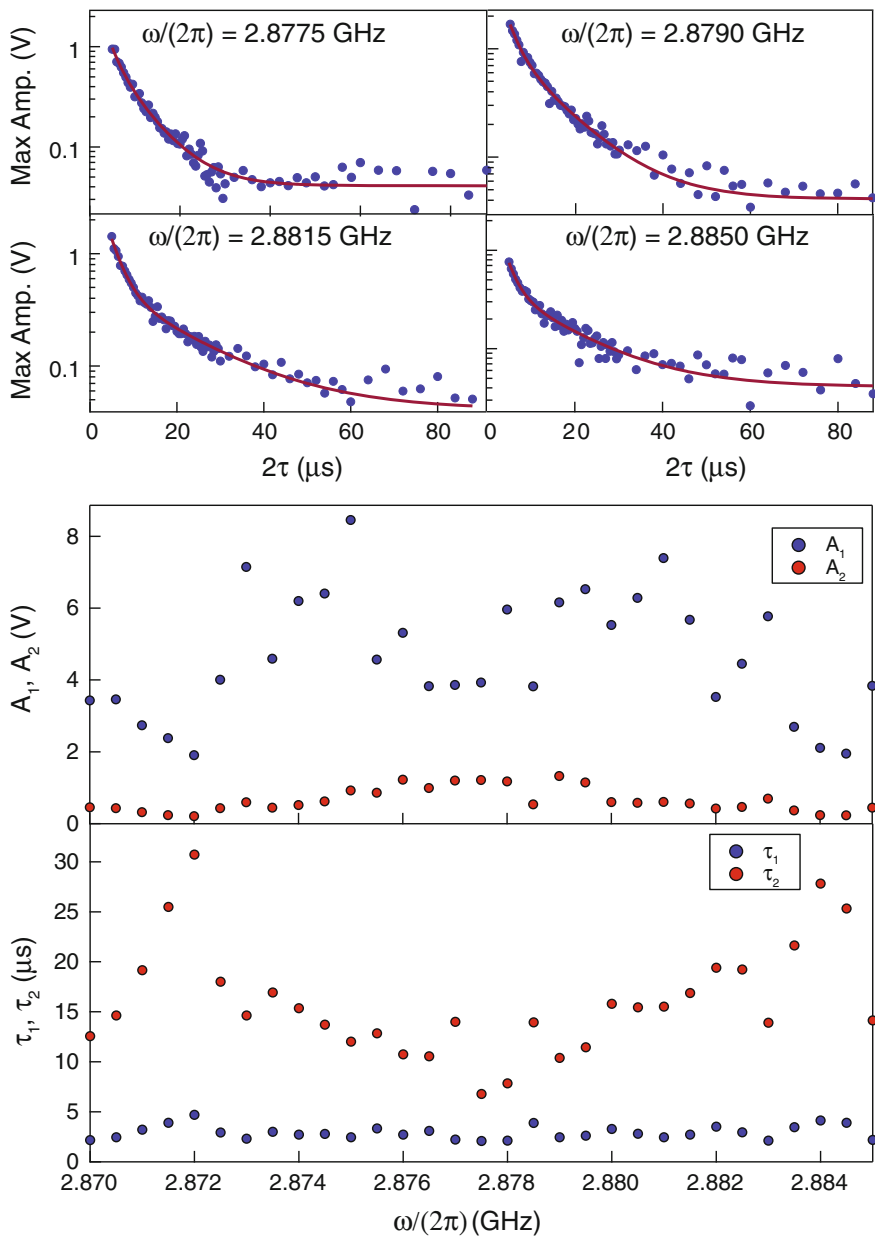 ω/(2π) = 2.8775 GHz
ω/(2π) = 2.8790 GHz
Max Amp. (V)
1
0.1
ω/(2π) = 2.8815 GHz
ω/(2π) = 2.8850 GHz
Max Amp. (V)
1
0.1
0 20 40 60 80
20 40 60 80
2τ (μs)
2τ (μs)
A₁, A₂ (V)
8
6
4
2
0
A₁
A₂
τ₁, τ₂ (μs)
30
25
20
15
10
5
0
τ₁
τ₂
2.870 2.872 2.874 2.876 2.878 2.880 2.882 2.884
ω/(2π) (GHz)